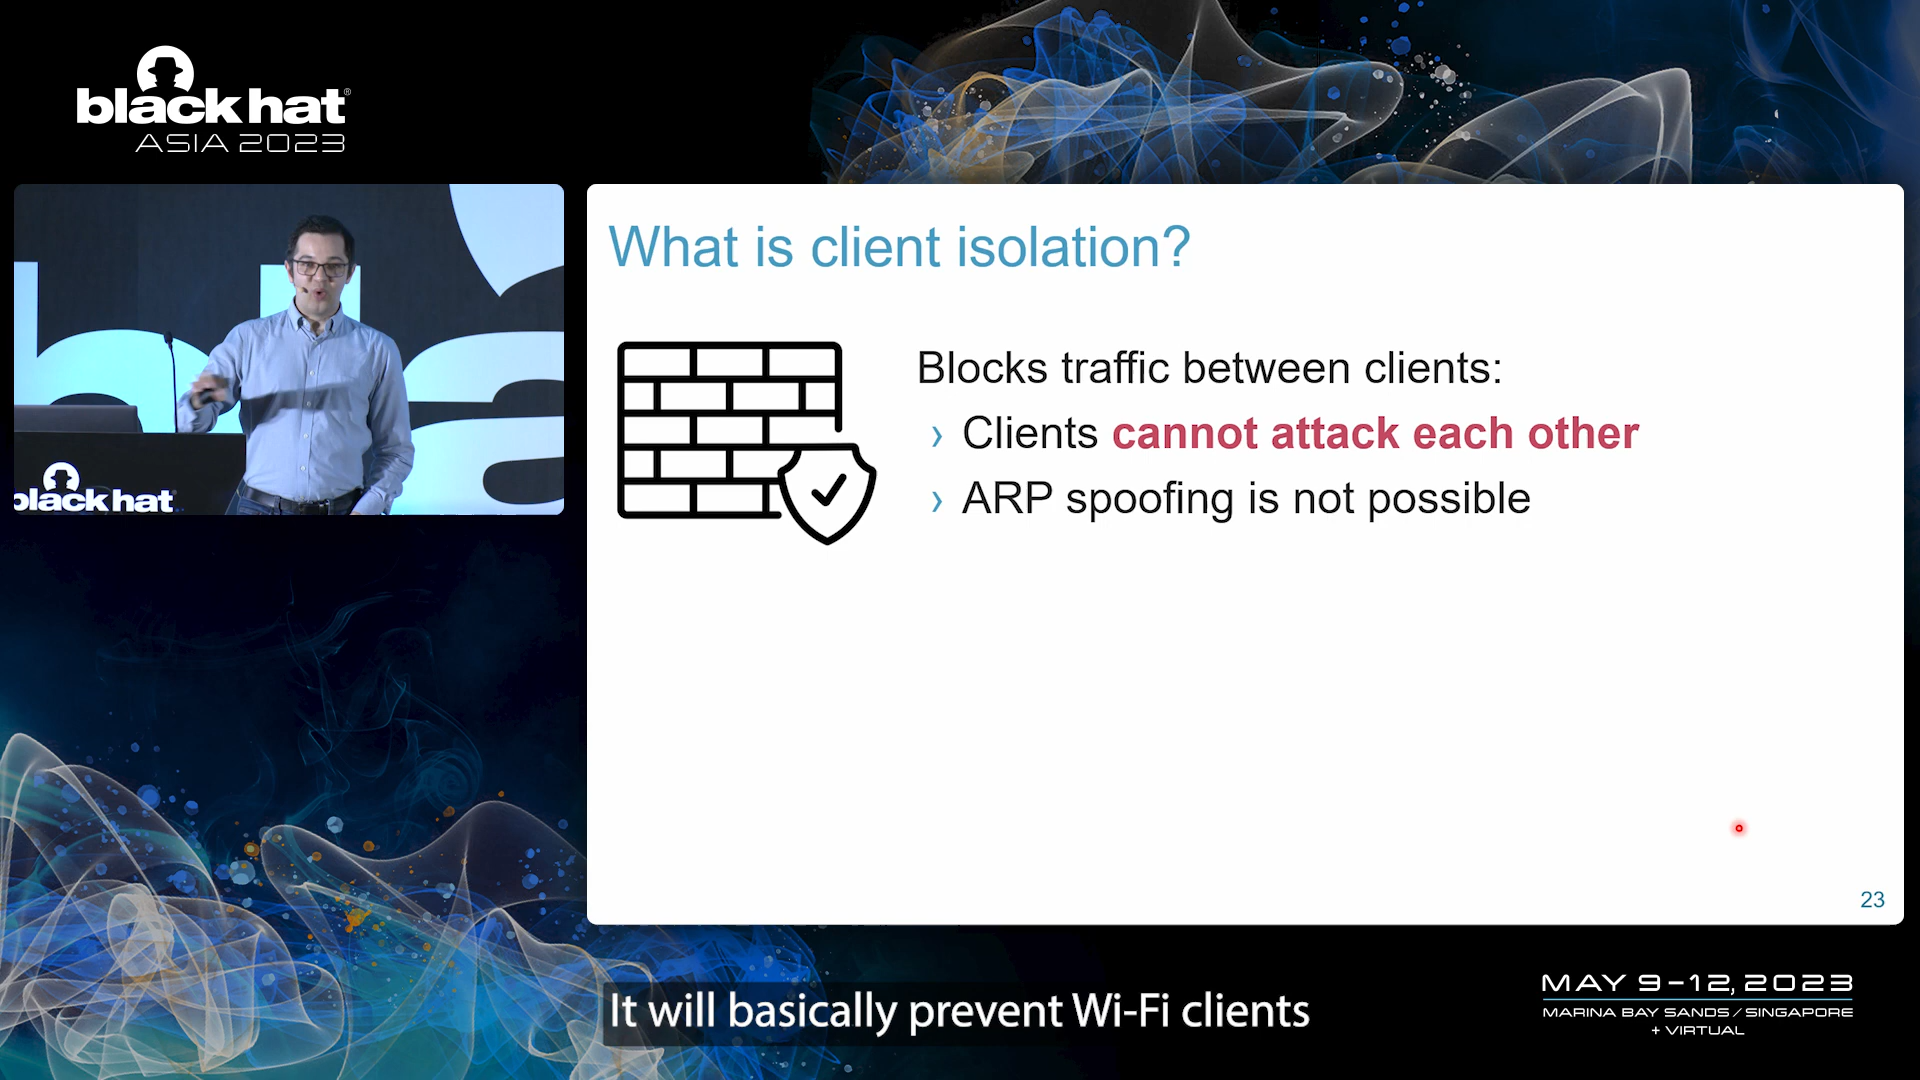 black hat®
ASIA 2023
What is client isolation?
Blocks traffic between clients:
› Clients cannot attack each other
› ARP spoofing is not possible
black hat
23
It will basically prevent Wi-Fi clients
MAY 9-12, 2023
MARINA BAY SANDS / SINGAPORE
+ VIRTUAL